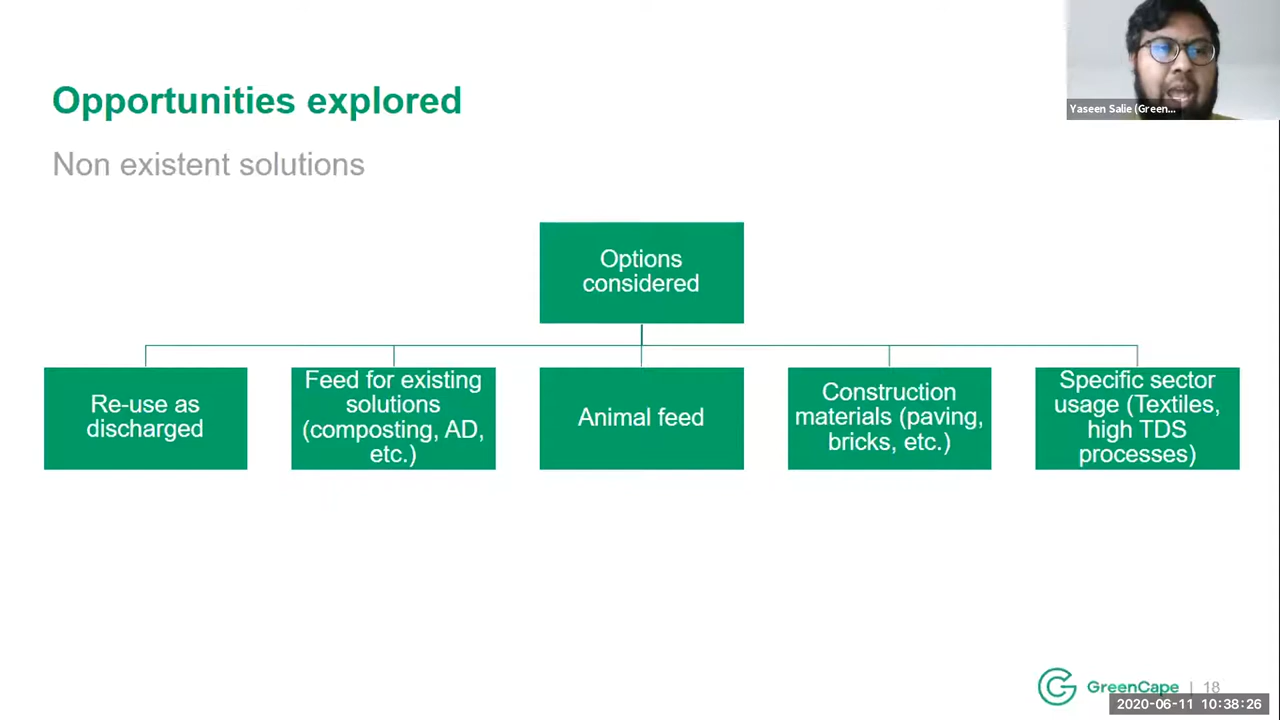 Yaseen Salie (Green...
Opportunities explored
Non existent solutions
Options
considered
Re-use as
discharged
Feed for existing
solutions
(composting, AD,
etc.)
Animal feed
Construction
materials (paving,
bricks, etc.)
Specific sector
usage (Textiles,
high TDS
processes)
GreenCape | 18
2020-06-11 10:38:26